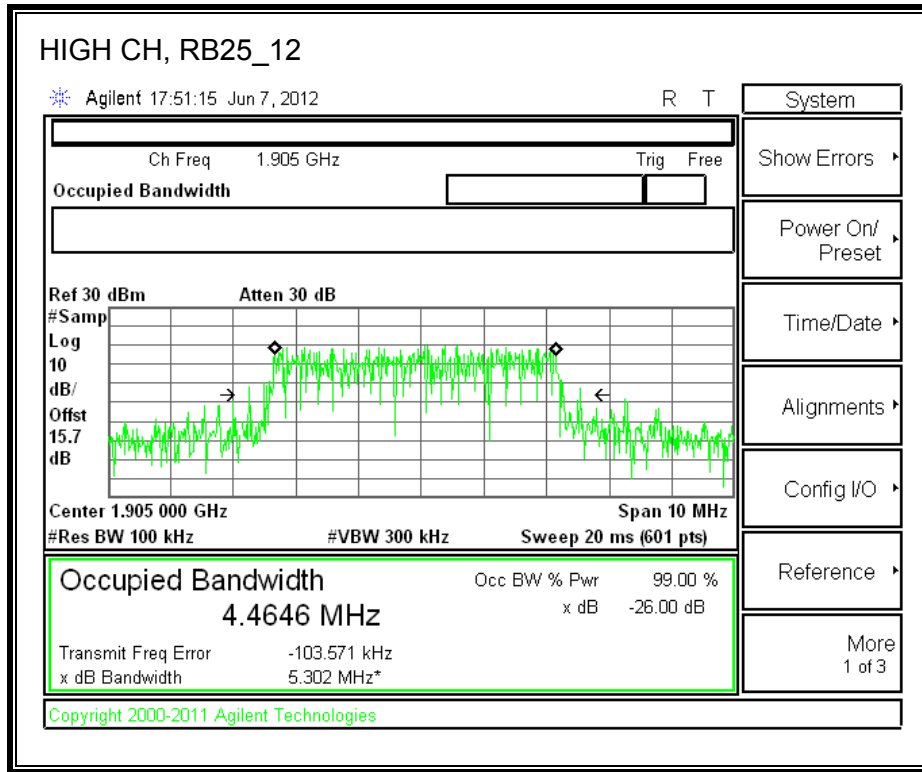 HIGH CH, RB25_12
Agilent 17:51:15 Jun 7, 2012 R T
System
Ch Freq 1.905 GHz Trig Free
Occupied Bandwidth
Show Errors
Power On/
Preset
Time/Date
Alignments
Config I/O
Reference
More
1 of 3
Ref 30 dBm Atten 30 dB
#Samp
Log
10
dB/
Offst
15.7
dB
Center 1.905 000 GHz Span 10 MHz
#Res BW 100 kHz #VBW 300 kHz Sweep 20 ms (601 pts)
Occupied Bandwidth Occ BW % Pwr 99.00 %
4.4646 MHz x dB -26.00 dB
Transmit Freq Error -103.571 kHz
x dB Bandwidth 5.302 MHz*
Copyright 2000-2011 Agilent Technologies